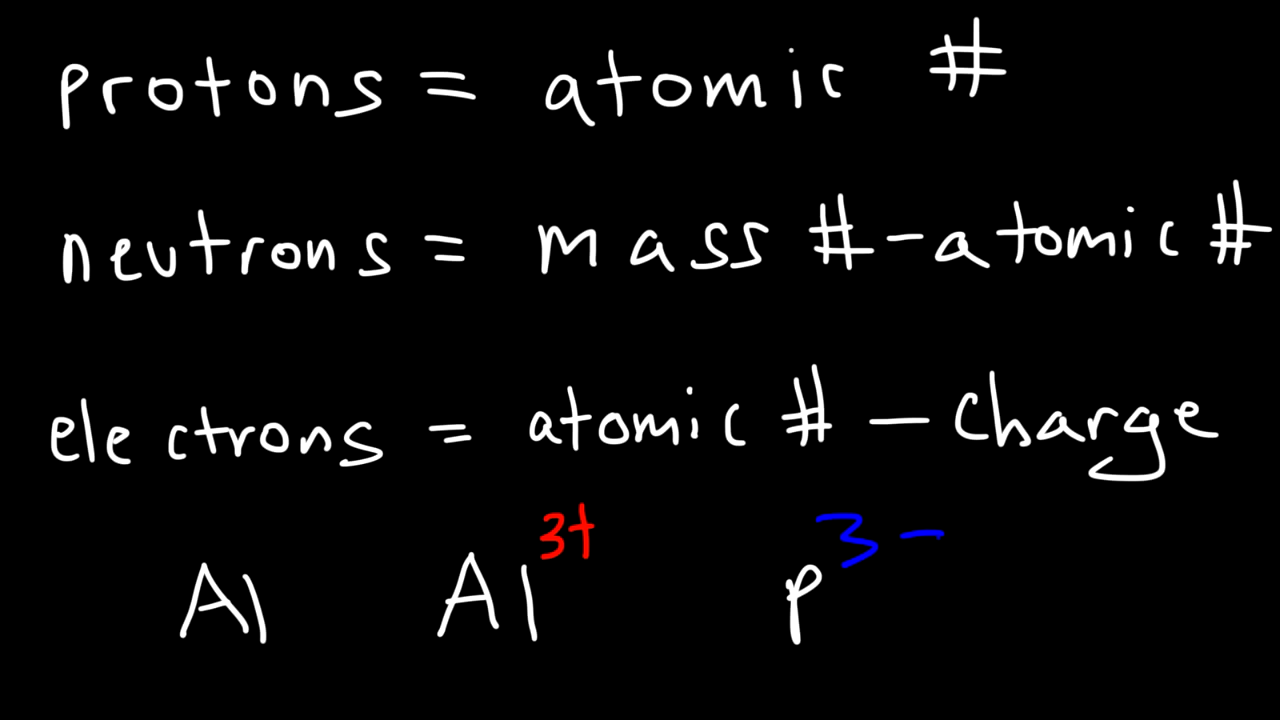 protons = atomic #
neutrons = mass # - atomic #
electrons = atomic # - charge
Al Al³⁺ P³⁻